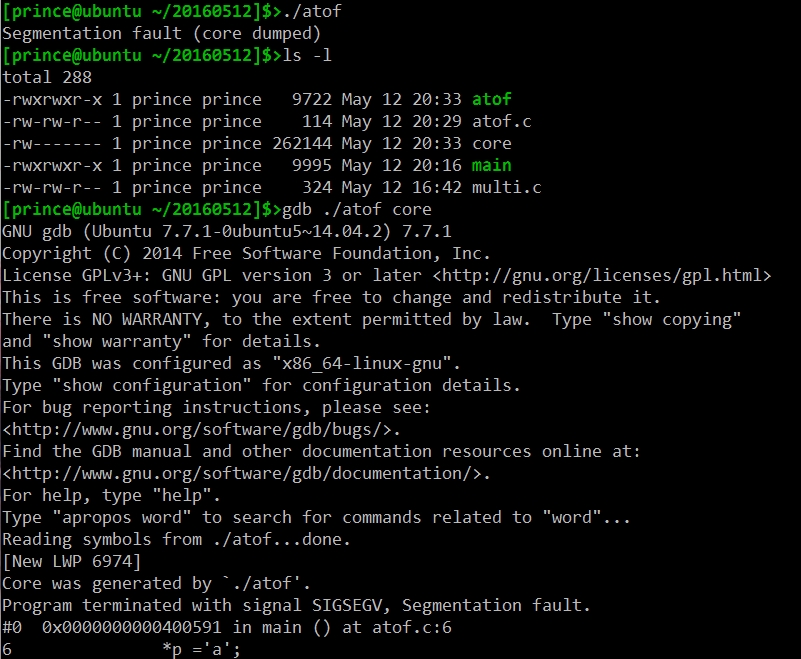 [prince@ubuntu ~/20160512]$>./atof
Segmentation fault (core dumped)
[prince@ubuntu ~/20160512]$>ls -l
total 288
-rwxrwxr-x 1 prince prince   9722 May 12 20:33 atof
-rw-rw-r-- 1 prince prince    114 May 12 20:29 atof.c
-rw------- 1 prince prince 262144 May 12 20:33 core
-rwxrwxr-x 1 prince prince   9995 May 12 20:16 main
-rw-rw-r-- 1 prince prince    324 May 12 16:42 multi.c
[prince@ubuntu ~/20160512]$>gdb ./atof core
GNU gdb (Ubuntu 7.7.1-0ubuntu5~14.04.2) 7.7.1
Copyright (C) 2014 Free Software Foundation, Inc.
License GPLv3+: GNU GPL version 3 or later <http://gnu.org/licenses/gpl.html>
This is free software: you are free to change and redistribute it.
There is NO WARRANTY, to the extent permitted by law.  Type "show copying"
and "show warranty" for details.
This GDB was configured as "x86_64-linux-gnu".
Type "show configuration" for configuration details.
For bug reporting instructions, please see:
<http://www.gnu.org/software/gdb/bugs/>.
Find the GDB manual and other documentation resources online at:
<http://www.gnu.org/software/gdb/documentation/>.
For help, type "help".
Type "apropos word" to search for commands related to "word"...
Reading symbols from ./atof...done.
[New LWP 6974]
Core was generated by `./atof'.
Program terminated with signal SIGSEGV, Segmentation fault.
#0  0x0000000000400591 in main () at atof.c:6
6               *p ='a';